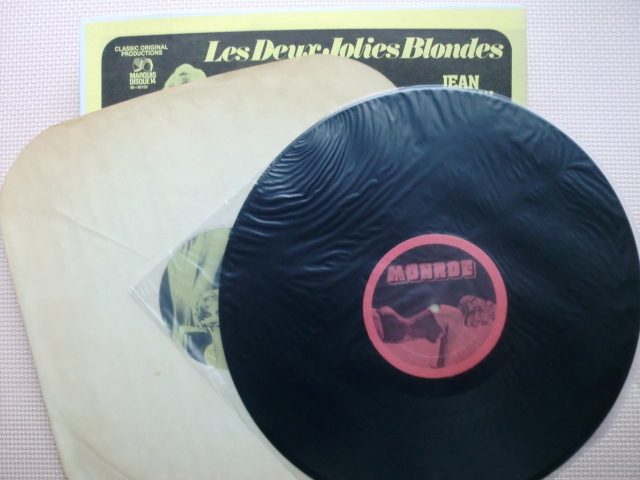 CLASSIC ORIGINAL
PRODUCTIONS
Les Deux Jolies Blondes
MARQUIS
DISQUE 14
JEAN
MONROE